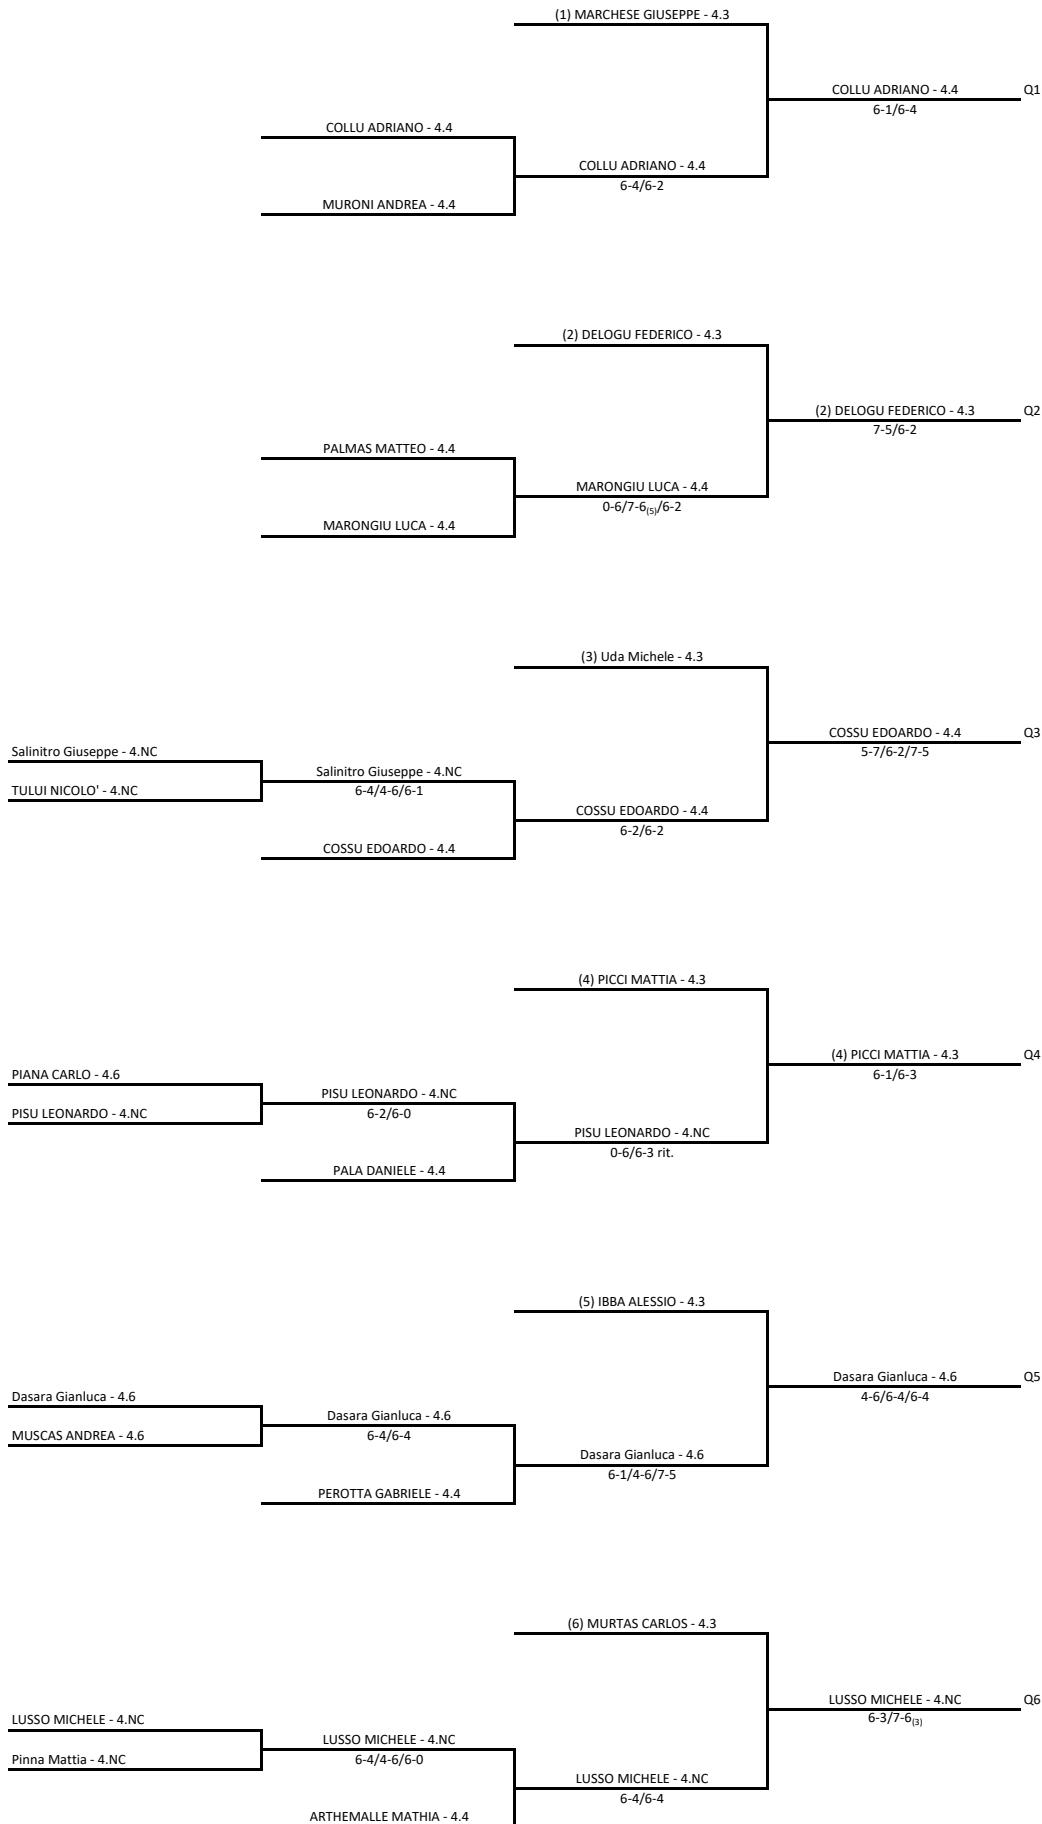 (1) MARCHESE GIUSEPPE - 4.3
COLLU ADRIANO - 4.4 Q1
6-1/6-4
COLLU ADRIANO - 4.4
COLLU ADRIANO - 4.4
6-4/6-2
MURONI ANDREA - 4.4
(2) DELOGU FEDERICO - 4.3
(2) DELOGU FEDERICO - 4.3 Q2
7-5/6-2
PALMAS MATTEO - 4.4
MARONGIU LUCA - 4.4
0-6/7-6(5)/6-2
MARONGIU LUCA - 4.4
(3) Uda Michele - 4.3
COSSU EDOARDO - 4.4 Q3
5-7/6-2/7-5
Salinitro Giuseppe - 4.NC
Salinitro Giuseppe - 4.NC
6-4/4-6/6-1
TULUI NICOLO' - 4.NC
COSSU EDOARDO - 4.4
6-2/6-2
COSSU EDOARDO - 4.4
(4) PICCI MATTIA - 4.3
(4) PICCI MATTIA - 4.3 Q4
6-1/6-3
PIANA CARLO - 4.6
PISU LEONARDO - 4.NC
6-2/6-0
PISU LEONARDO - 4.NC
PISU LEONARDO - 4.NC
0-6/6-3 rit.
PALA DANIELE - 4.4
(5) IBBA ALESSIO - 4.3
Dasara Gianluca - 4.6 Q5
4-6/6-4/6-4
Dasara Gianluca - 4.6
Dasara Gianluca - 4.6
6-4/6-4
MUSCAS ANDREA - 4.6
Dasara Gianluca - 4.6
6-1/4-6/7-5
PEROTTA GABRIELE - 4.4
(6) MURTAS CARLOS - 4.3
LUSSO MICHELE - 4.NC Q6
6-3/7-6(3)
LUSSO MICHELE - 4.NC
LUSSO MICHELE - 4.NC
6-4/4-6/6-0
Pinna Mattia - 4.NC
LUSSO MICHELE - 4.NC
6-4/6-4
ARTHEMALLE MATHIA - 4.4